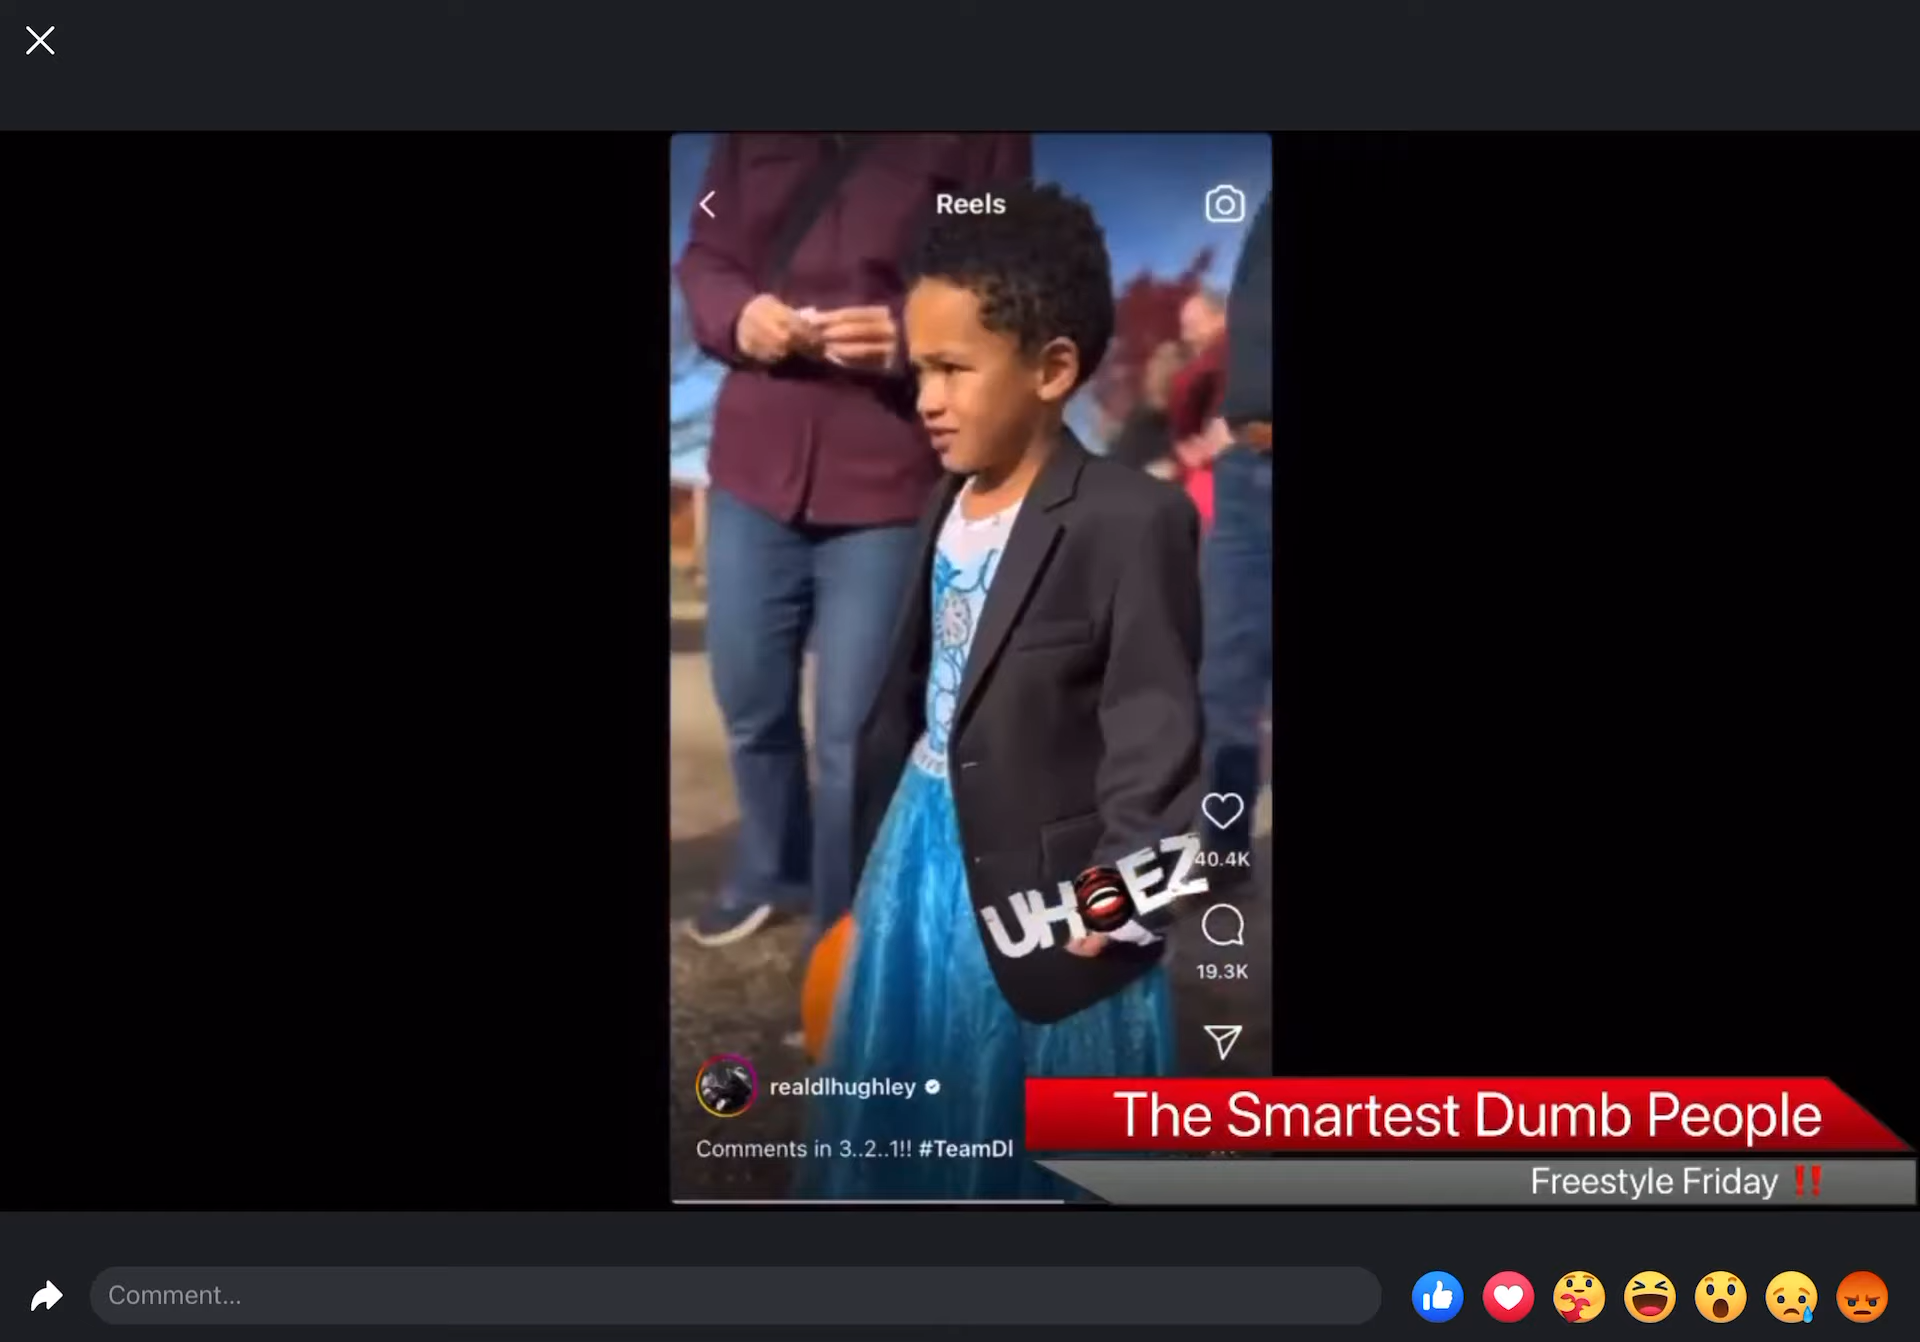 Reels
40.4K
UHOEZ
19.3K
realdlhughley
Comments in 3..2..1!! #TeamDl
The Smartest Dumb People
Freestyle Friday ‼️
Comment...